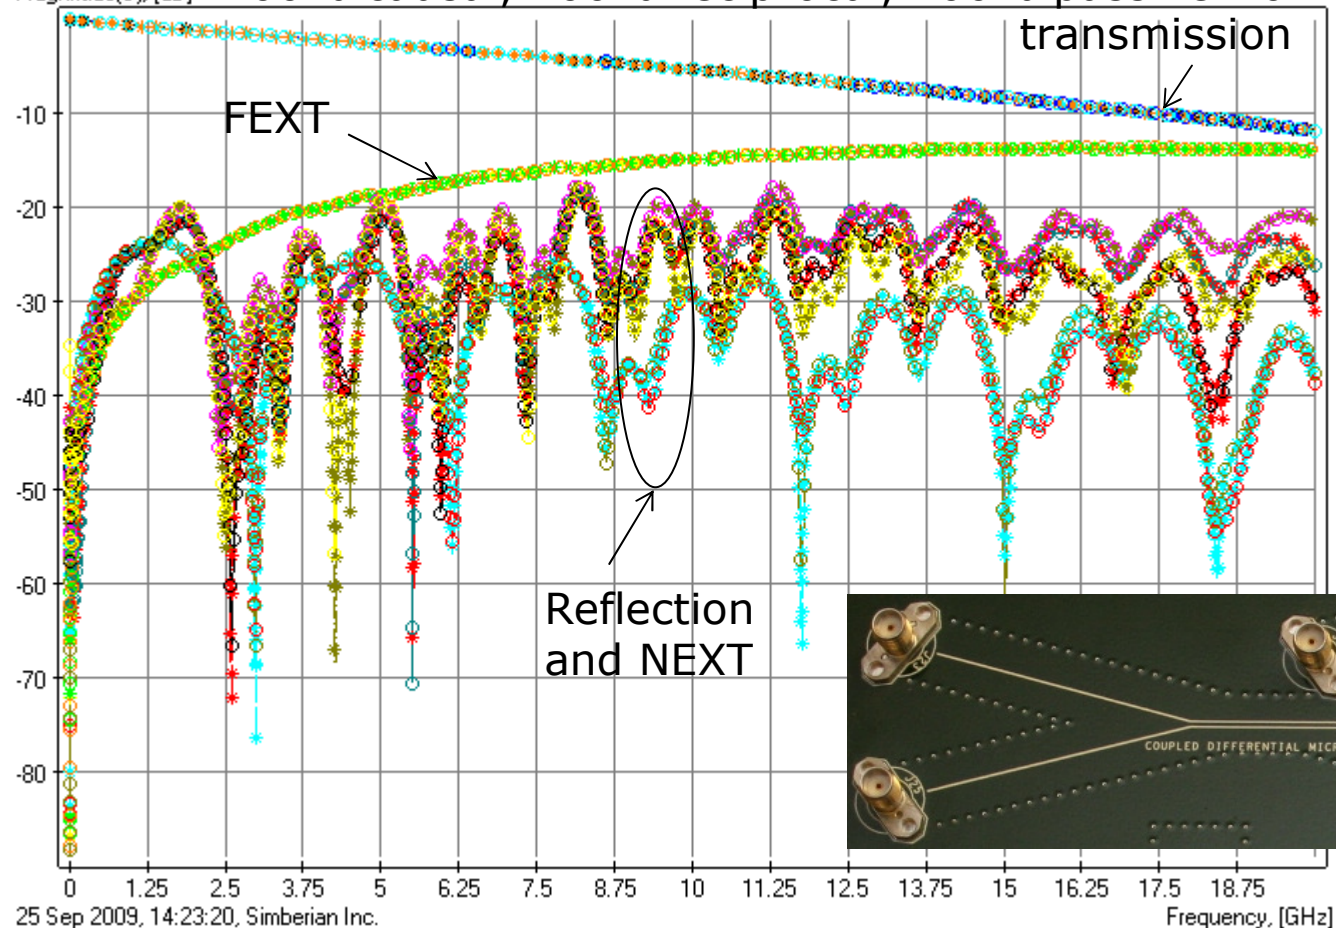 transmission
FEXT
-10
-20
-30
-40
-50
-60
-70
-80
Reflection
and NEXT
COUPLED DIFFERENTIAL MICR
0 1.25 2.5 3.75 5 6.25 7.5 8.75 10 11.25 12.5 13.75 15 16.25 17.5 18.75
25 Sep 2009, 14:23:20, Simberian Inc.
Frequency, [GHz]